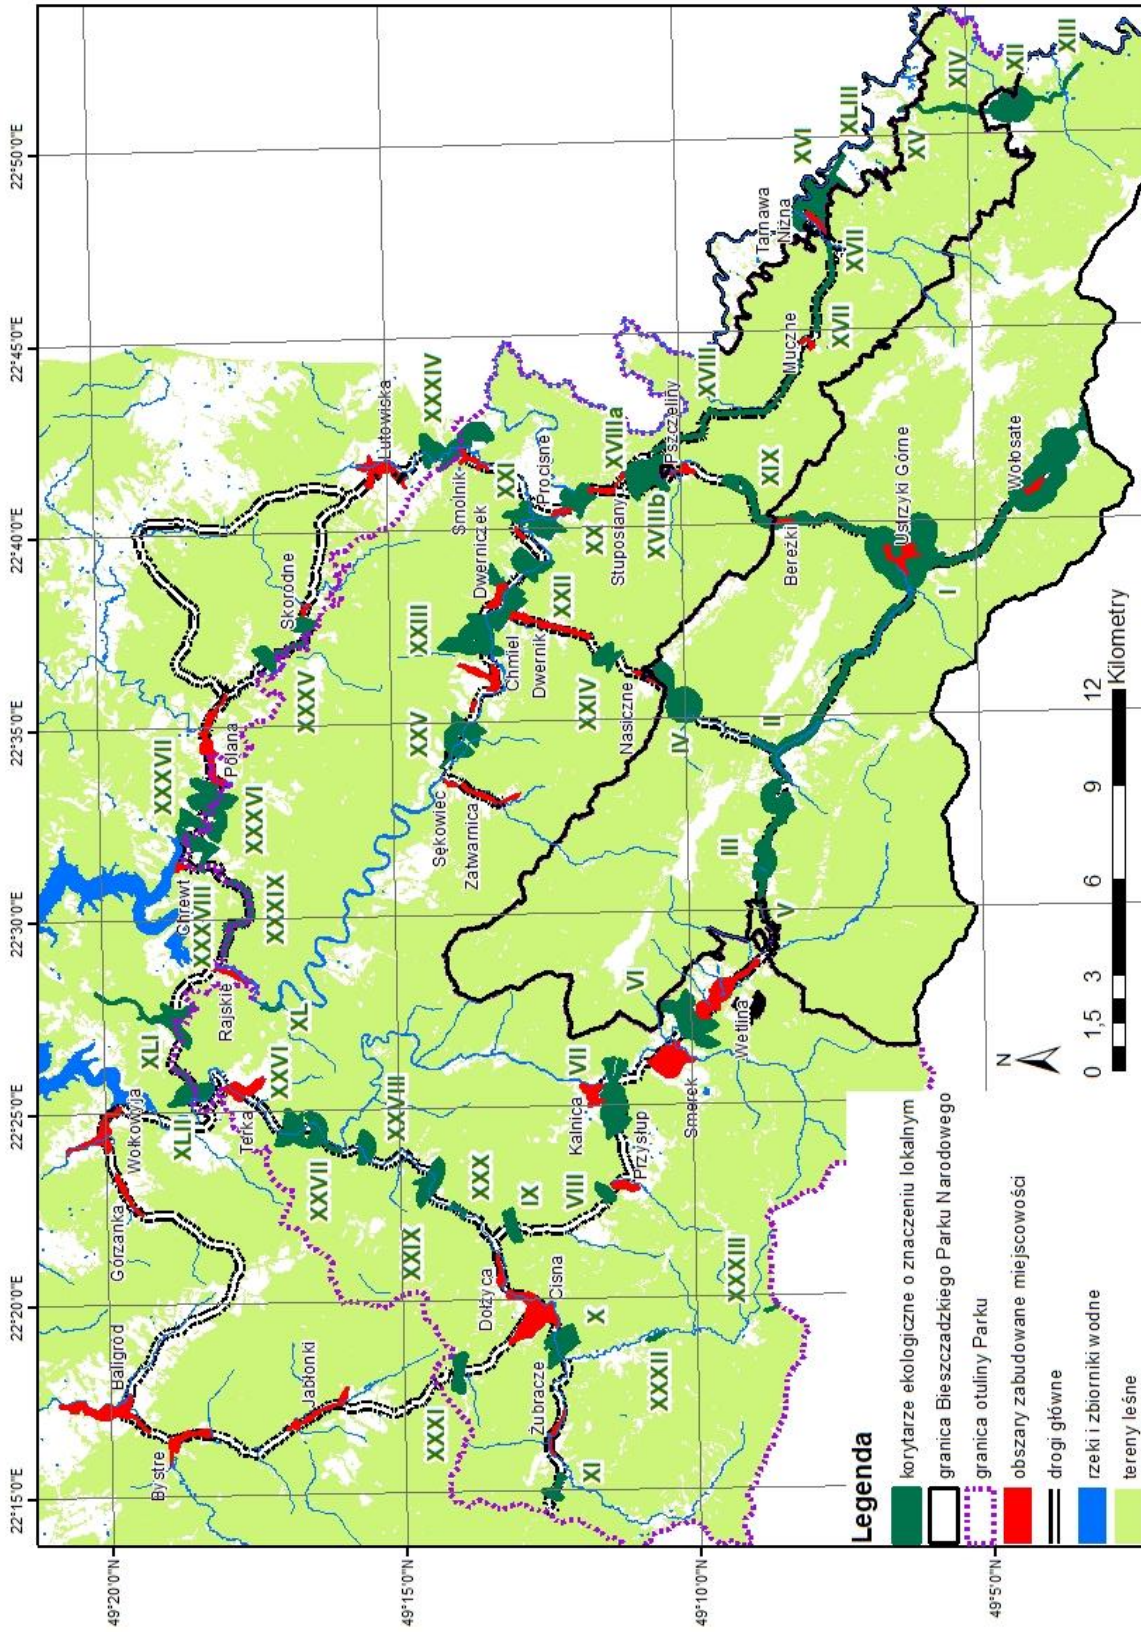 22°15'0"E
22°20'0"E
22°25'0"E
22°30'0"E
22°35'0"E
22°40'0"E
22°45'0"E
22°50'0"E
49°20'0"N
49°15'0"N
49°10'0"N
49°5'0"N
Baligród
Bystre
Jabłonki
Górzanka
Wołkowyja
Terka
Rajskie
Chrewt
Polana
Skorodne
Lutowiska
Smolnik
Procisne
Dwerniczek
Chmiel
Dwernik
Nasiczne
Sękowiec
Zatwarnica
Stuposiany
Pszczeliny
Bereżki
Ustrzyki Górne
Wołosate
Muczne
Tarnawa
Niżna
Wetlina
Smerek
Kalnica
Przysłup
Dołżyca
Cisna
Żubracze
I
II
III
IV
V
VI
VII
VIII
IX
X
XI
XII
XIII
XIV
XV
XVI
XVII
XVII
XVIII
XVIIIa
XVIIIb
XIX
XX
XXI
XXII
XXIII
XXIV
XXV
XXVI
XXVII
XXVIII
XXIX
XXX
XXXI
XXXII
XXXIII
XXXIV
XXXV
XXXVI
XXXVII
XXXVIII
XXXIX
XL
XLI
XLII
XLIII
N
0 1,5 3 6 9 12
Kilometry
Legenda
korytarze ekologiczne o znaczeniu lokalnym
granica Bieszczadzkiego Parku Narodowego
granica otuliny Parku
obszary zabudowane miejscowości
drogi główne
rzeki i zbiorniki wodne
tereny leśne